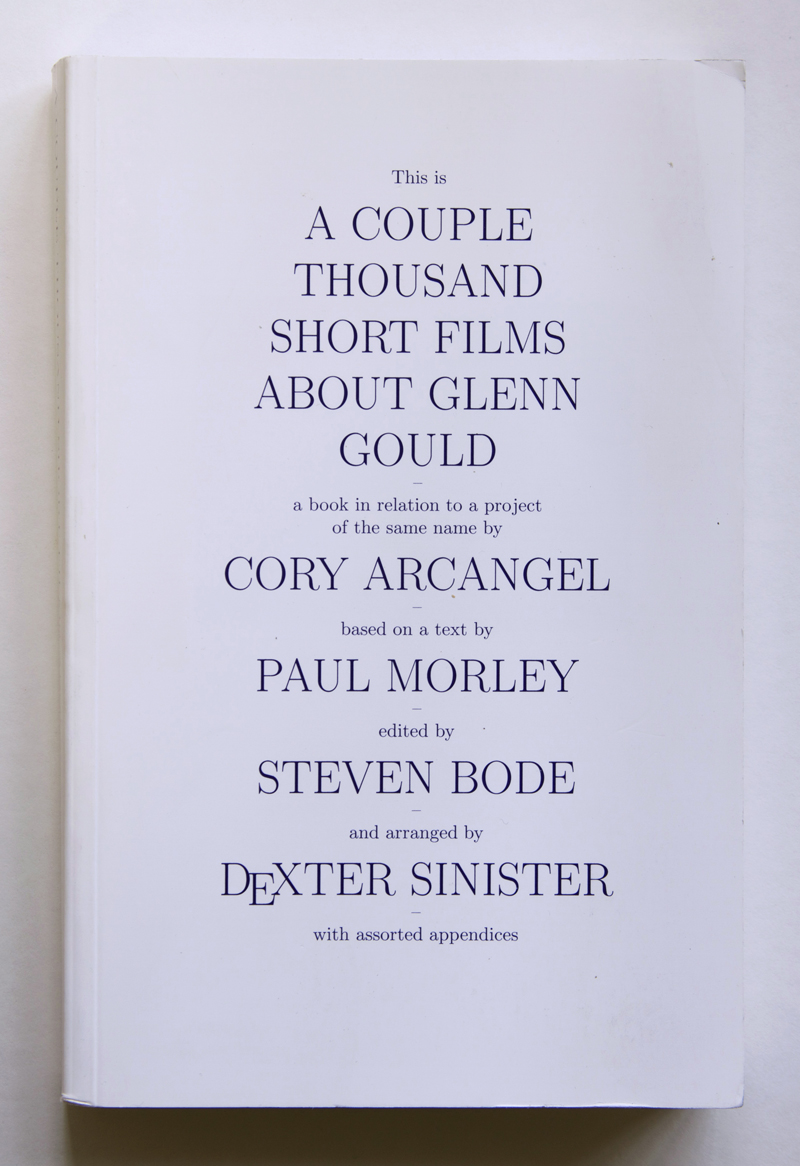 This is
A COUPLE
THOUSAND
SHORT FILMS
ABOUT GLENN
GOULD
–
a book in relation to a project
of the same name by
CORY ARCANGEL
–
based on a text by
PAUL MORLEY
–
edited by
STEVEN BODE
–
and arranged by
DEXTER SINISTER
–
with assorted appendices